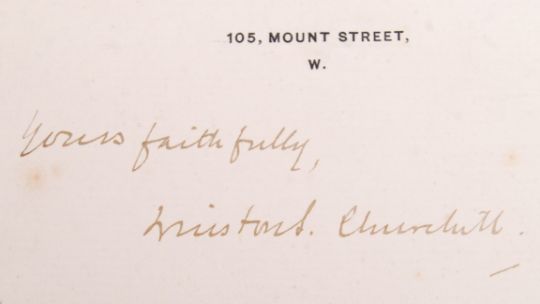 105, MOUNT STREET,
W.
Yours faithfully,
Winston S. Churchill.